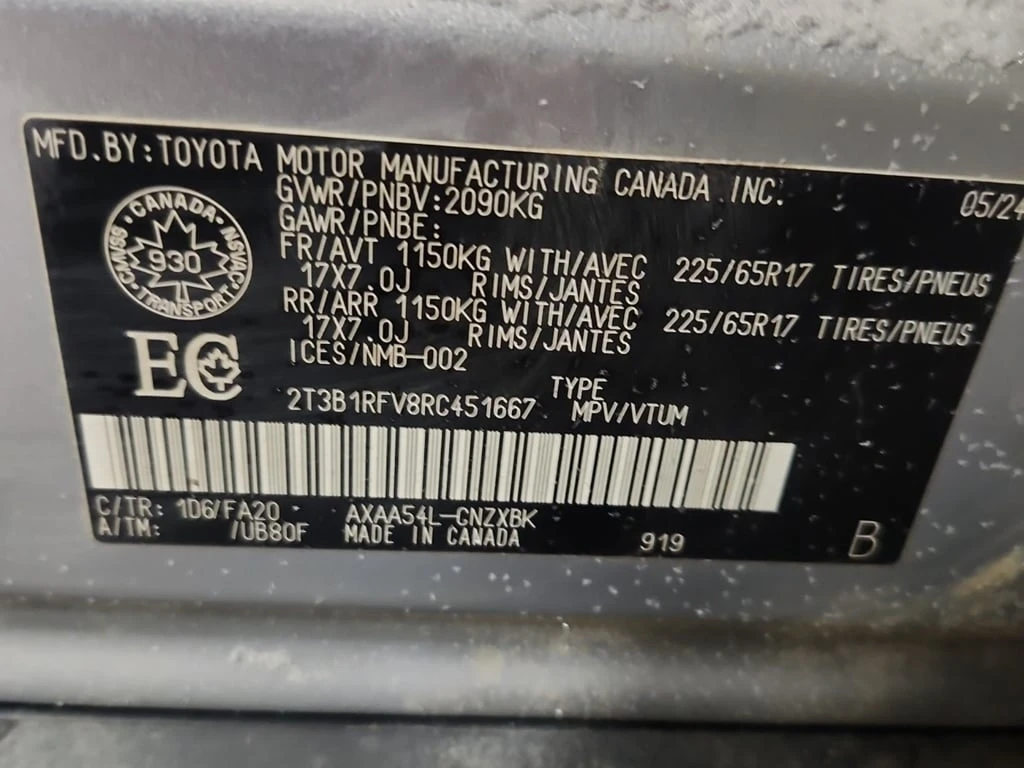 MFD.BY:TOYOTA MOTOR MANUFACTURING CANADA INC. 05/24
GVWR/PNBV:2090KG
GAWR/PNBE:
FR/AVT 1150KG WITH/AVEC 225/65R17 TIRES/PNEUS
17X7.0J RIMS/JANTES
RR/ARR 1150KG WITH/AVEC 225/65R17 TIRES/PNEUS
17X7.0J RIMS/JANTES
ICES/NMB-002
CANADA
CMVSS 930 NSVAC
TRANSPORT
EC
TYPE
2T3B1RFV8RC451667 MPV/VTUM
C/TR: 1D6/FA20 AXAA54L-CNZXBK
A/TM: /UB80F MADE IN CANADA 919 B